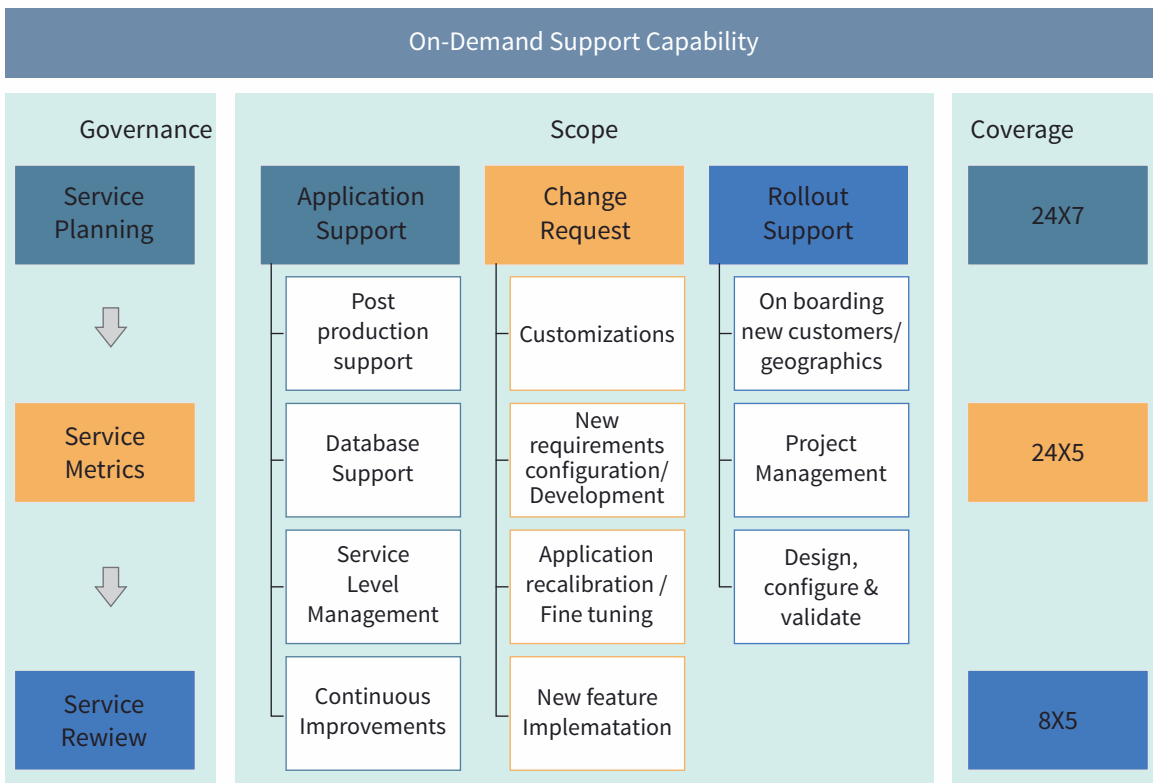 On-Demand Support Capability
Governance
Service
Planning
Service
Metrics
Service
Rewiew
Scope
Application
Support
Post
production
support
Database
Support
Service
Level
Management
Continuous
Improvements
Change
Request
Customizations
New
requirements
configuration/
Development
Application
recalibration /
Fine tuning
New feature
Implematation
Rollout
Support
On boarding
new customers/
geographics
Project
Management
Design,
configure &
validate
Coverage
24X7
24X5
8X5